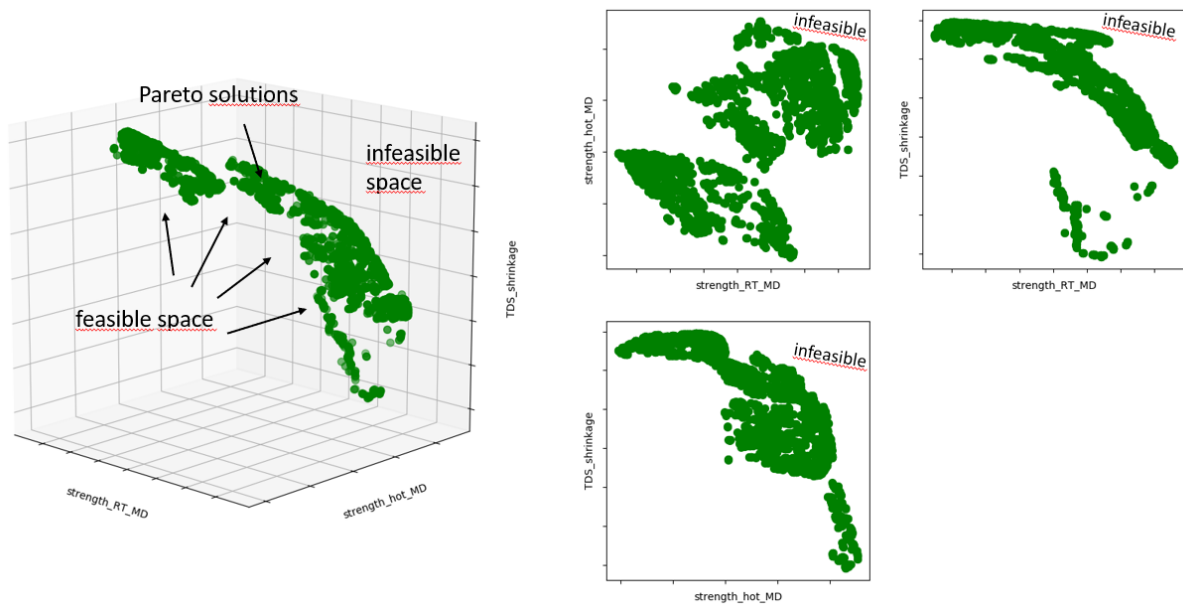 Pareto solutions
infeasible
space
feasible space
TDS_shrinkage
strength_RT_MD
strength_hot_MD
infeasible
strength_hot_MD
strength_RT_MD
infeasible
TDS_shrinkage
strength_RT_MD
infeasible
TDS_shrinkage
strength_hot_MD